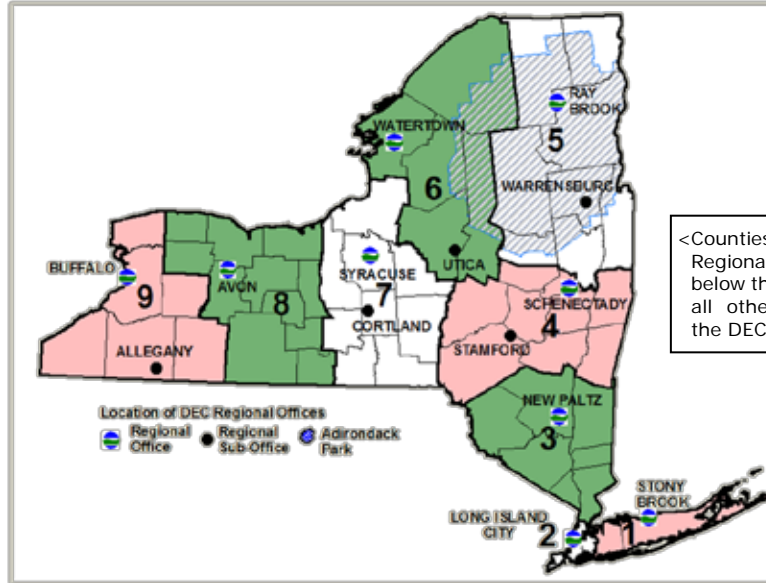 RAY
BROOK
5
WATERTOWN
6
WARRENSBURG
BUFFALO
9
AVON
8
SYRACUSE
7
CORTLAND
UTICA
SCHENECTADY
4
STAMFORD
ALLEGANY
NEW PALTZ
3
STONY
BROOK
LONG ISLAND
CITY
2
1
Location of DEC Regional Offices
Regional
Office
Regional
Sub-Office
Adirondack
Park
<Counties
Regional
below th
all othe
the DEC